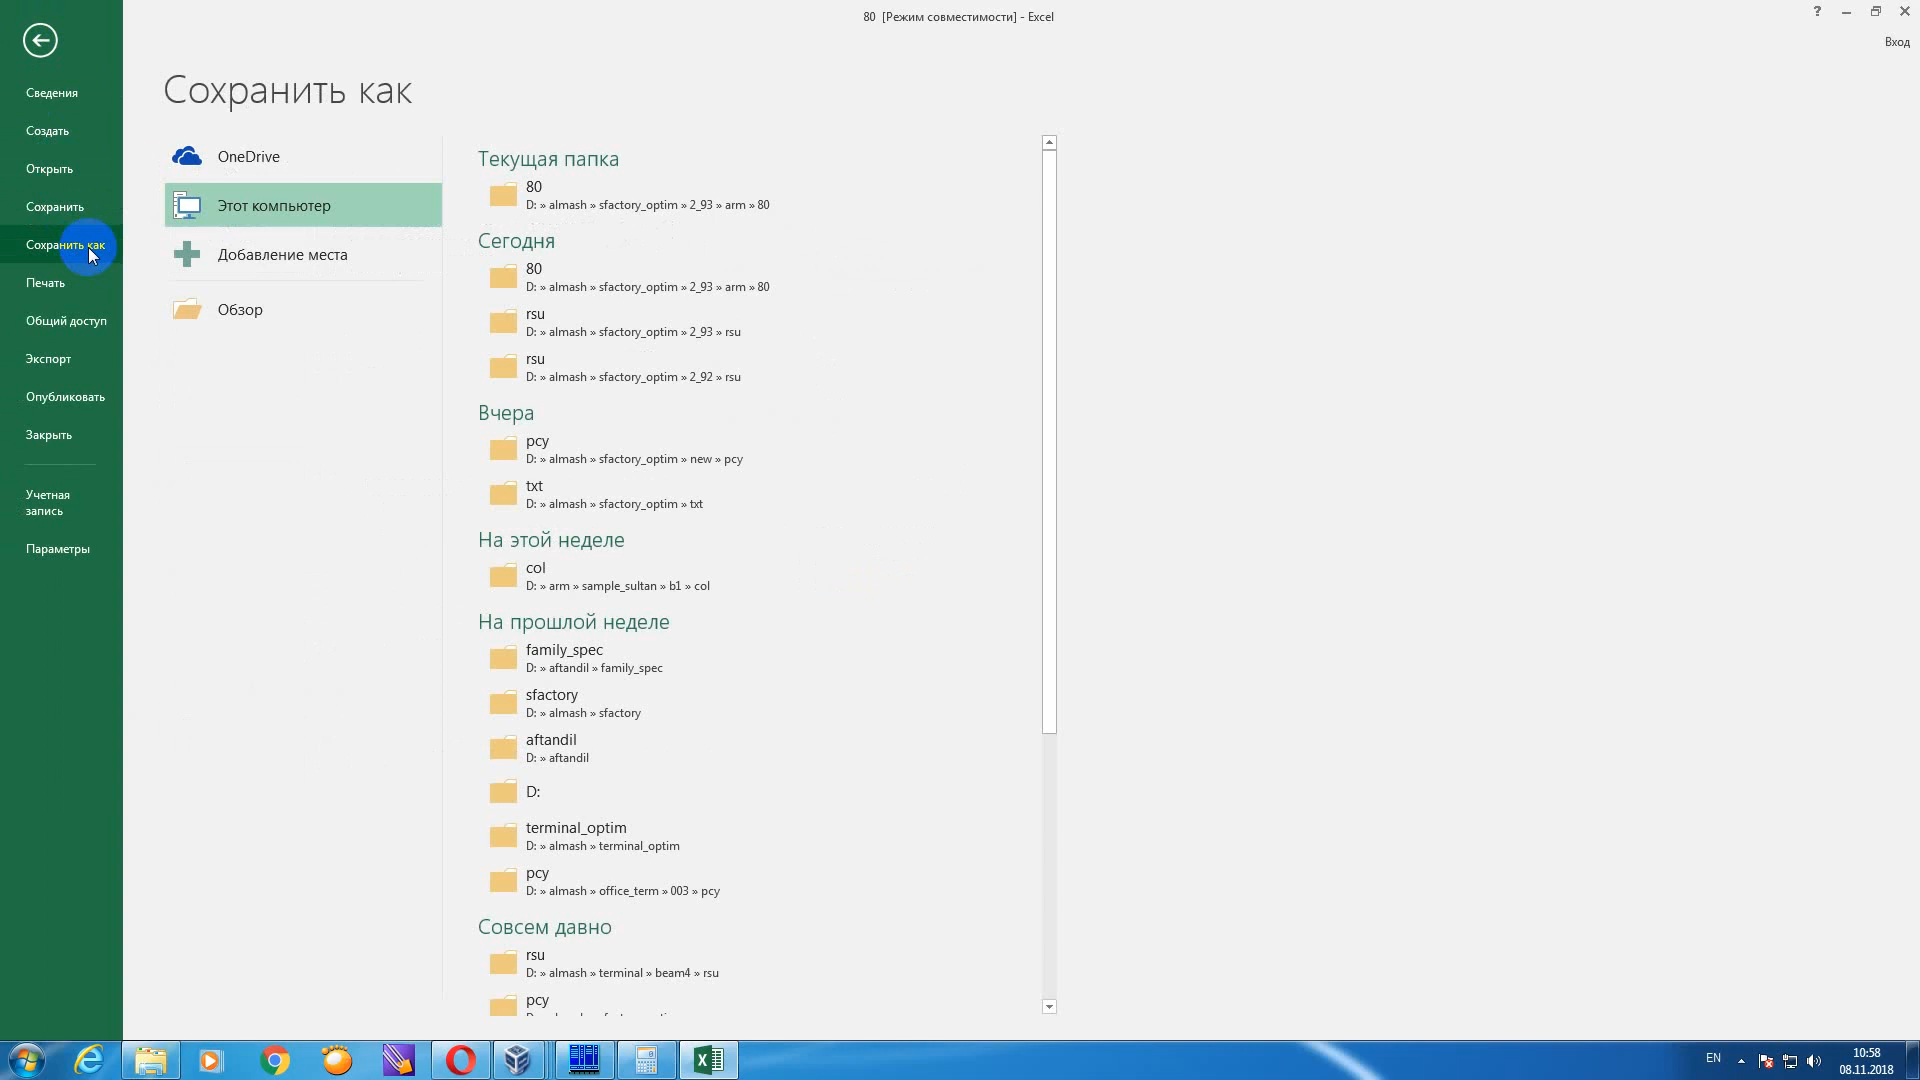 80 [Режим совместимости] - Excel
?
Вход
Сведения
Создать
Открыть
Сохранить
Сохранить как
Печать
Общий доступ
Экспорт
Опубликовать
Закрыть
Учетная
запись
Параметры
Сохранить как
OneDrive
Этот компьютер
Добавление места
Обзор
Текущая папка
80
D: » almash » sfactory_optim » 2_93 » arm » 80
Сегодня
80
D: » almash » sfactory_optim » 2_93 » arm » 80
rsu
D: » almash » sfactory_optim » 2_93 » rsu
rsu
D: » almash » sfactory_optim » 2_92 » rsu
Вчера
pcy
D: » almash » sfactory_optim » new » pcy
txt
D: » almash » sfactory_optim » txt
На этой неделе
col
D: » arm » sample_sultan » b1 » col
На прошлой неделе
family_spec
D: » aftandil » family_spec
sfactory
D: » almash » sfactory
aftandil
D: » aftandil
D:
terminal_optim
D: » almash » terminal_optim
pcy
D: » almash » office_term » 003 » pcy
Совсем давно
rsu
D: » almash » terminal » beam4 » rsu
pcy
EN
10:58
08.11.2018